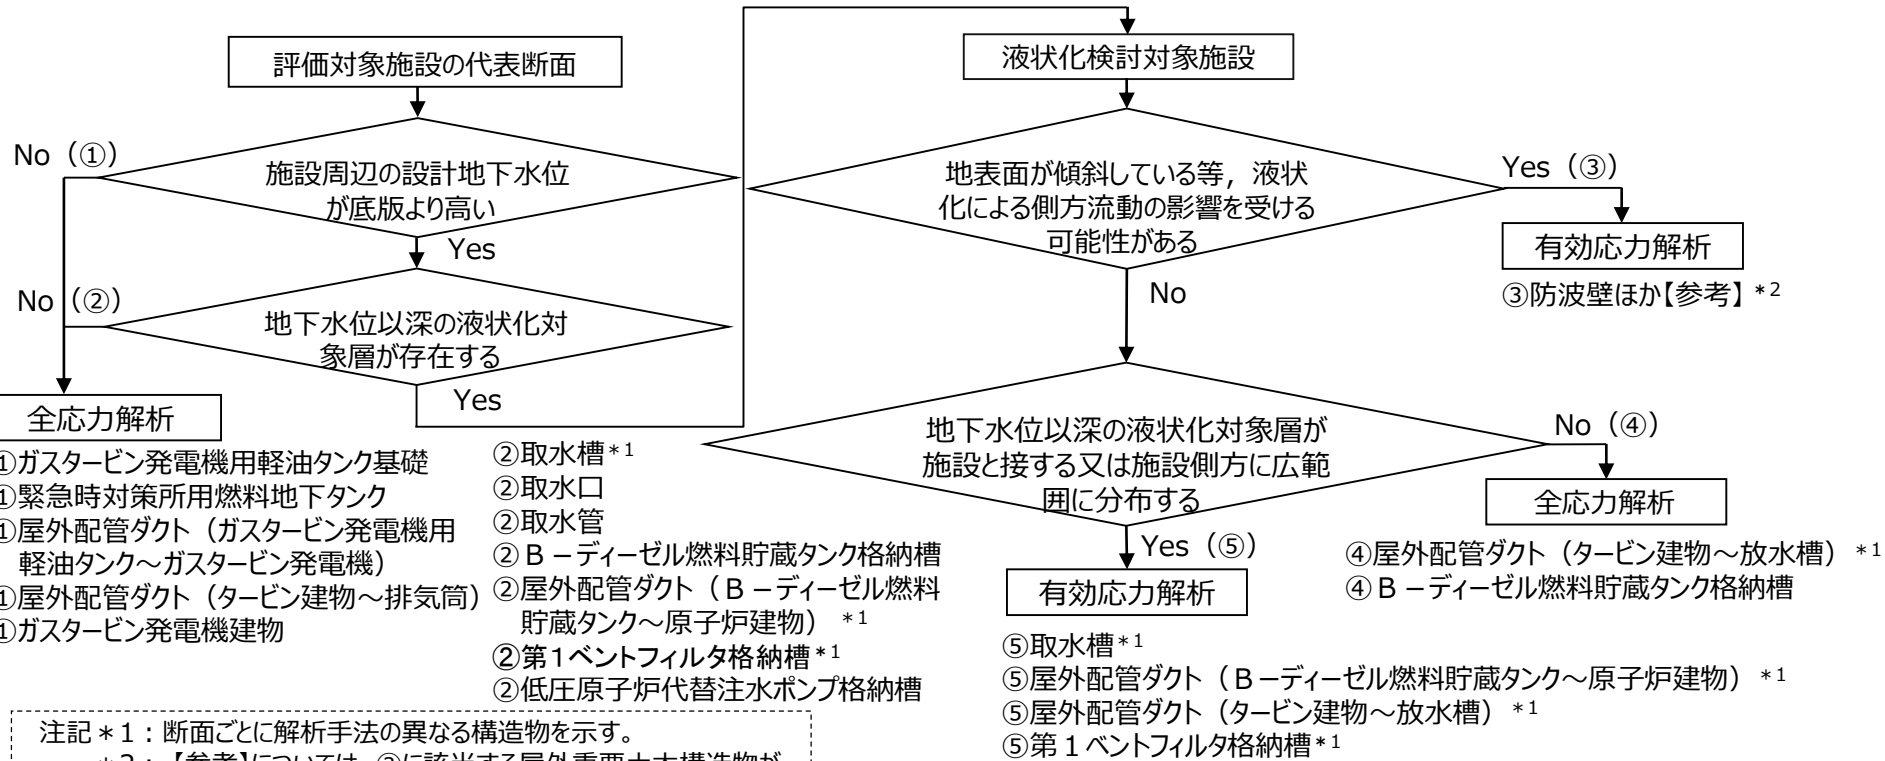 評価対象施設の代表断面
No（①）
施設周辺の設計地下水位
が底版より高い
Yes
No（②）
地下水位以深の液状化対
象層が存在する
Yes
全応力解析
①ガスタービン発電機用軽油タンク基礎
①緊急時対策所用燃料地下タンク
①屋外配管ダクト（ガスタービン発電機用
軽油タンク～ガスタービン発電機）
①屋外配管ダクト（タービン建物～排気筒）
①ガスタービン発電機建物
②取水槽*1
②取水口
②取水管
②Ｂ－ディーゼル燃料貯蔵タンク格納槽
②屋外配管ダクト（Ｂ－ディーゼル燃料
貯蔵タンク～原子炉建物）*1
②第１ベントフィルタ格納槽*1
②低圧原子炉代替注水ポンプ格納槽
液状化検討対象施設
地表面が傾斜している等，液状
化による側方流動の影響を受ける
可能性がある
Yes（③）
有効応力解析
③防波壁ほか【参考】*2
No
地下水位以深の液状化対象層が
施設と接する又は施設側方に広範
囲に分布する
No（④）
全応力解析
④屋外配管ダクト（タービン建物～放水槽）*1
④Ｂ－ディーゼル燃料貯蔵タンク格納槽
Yes（⑤）
有効応力解析
⑤取水槽*1
⑤屋外配管ダクト（Ｂ－ディーゼル燃料貯蔵タンク～原子炉建物）*1
⑤屋外配管ダクト（タービン建物～放水槽）*1
⑤第１ベントフィルタ格納槽*1
注記＊1：断面ごとに解析手法の異なる構造物を示す。
＊2：【参考】については，③に該当する屋外重要土木構造物が